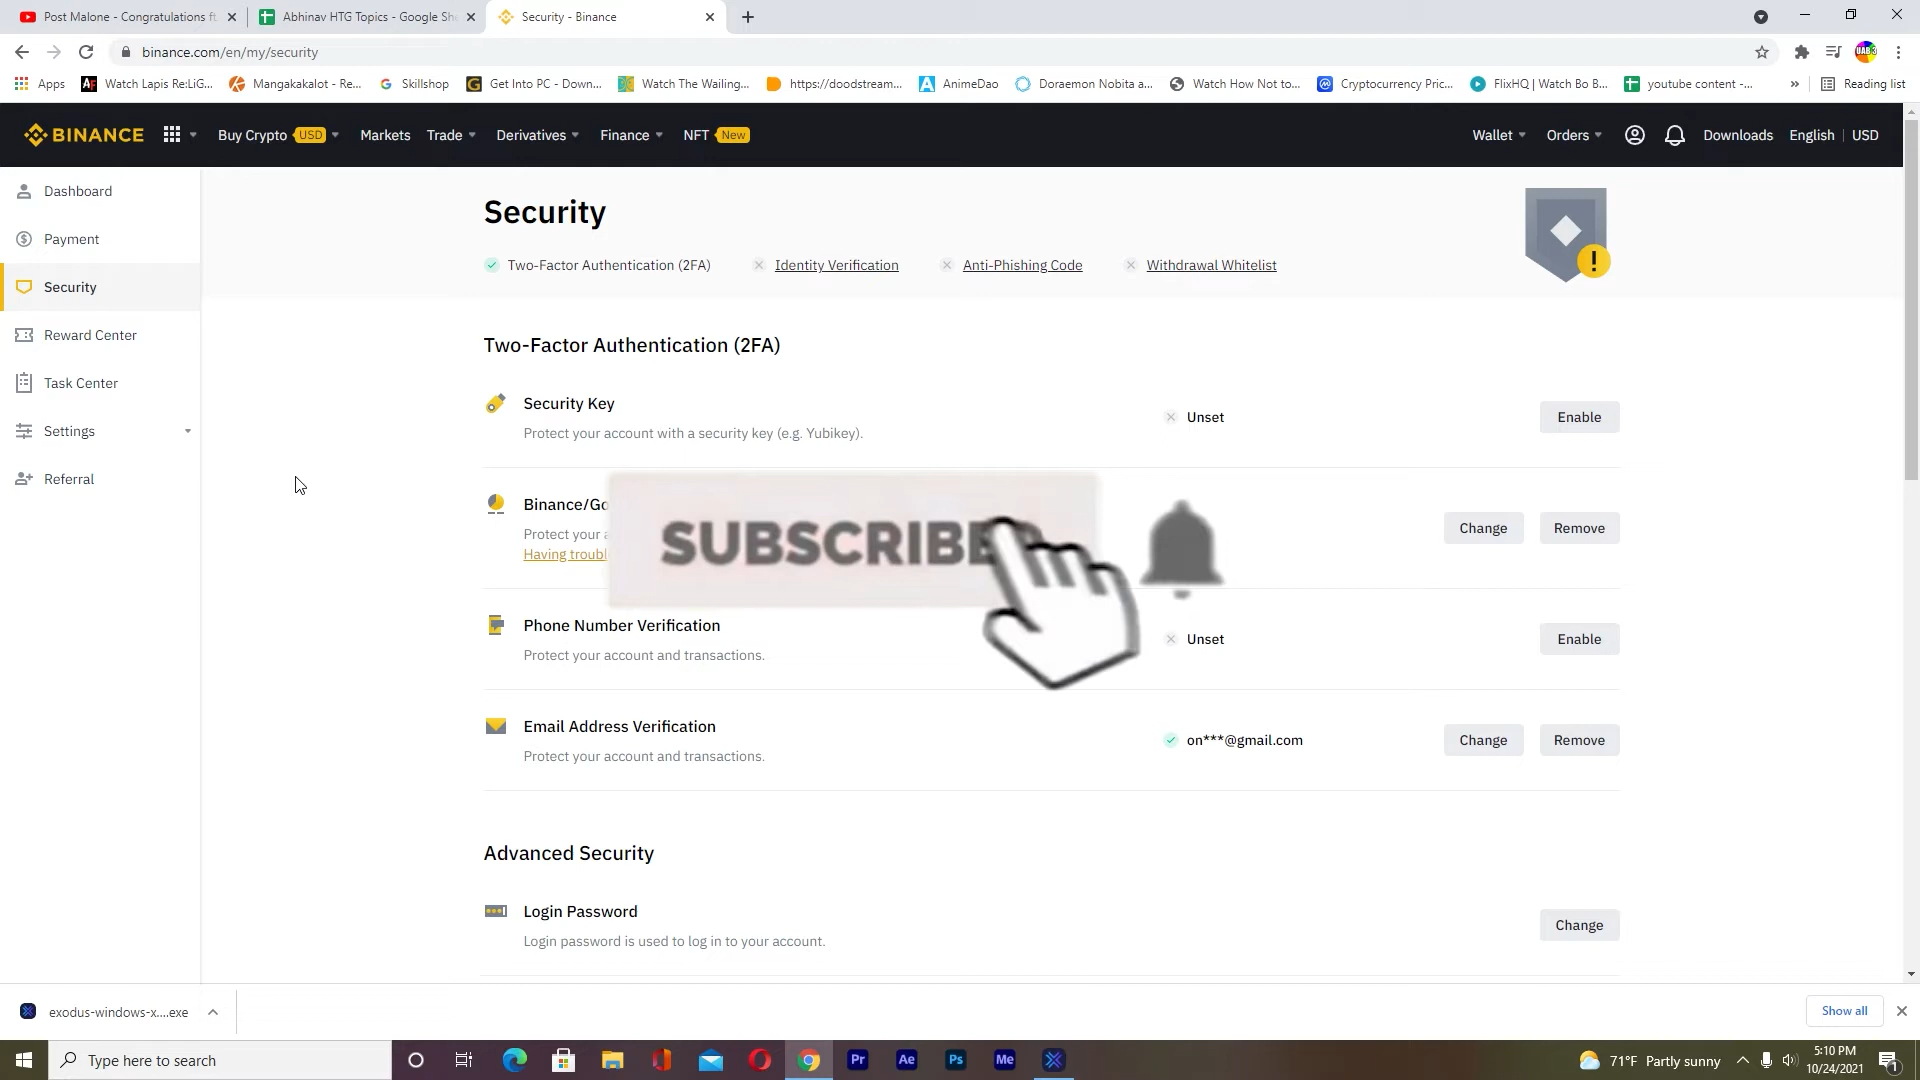 Post Malone - Congratulations ft
Abhinav HTG Topics - Google She
Security - Binance
binance.com/en/my/security
Apps
Watch Lapis Re:LiG...
Mangakakalot - Re...
Skillshop
Get Into PC - Down...
Watch The Wailing...
https://doodstream...
AnimeDao
Doraemon Nobita a...
Watch How Not to...
Cryptocurrency Pric...
FlixHQ | Watch Bo B...
youtube content -...
»
Reading list
BINANCE
Buy Crypto USD
Markets
Trade
Derivatives
Finance
NFT New
Wallet
Orders
Downloads
English
USD
Dashboard
Payment
Security
Reward Center
Task Center
Settings
Referral
Security
Two-Factor Authentication (2FA)
Identity Verification
Anti-Phishing Code
Withdrawal Whitelist
Two-Factor Authentication (2FA)
Security Key
Protect your account with a security key (e.g. Yubikey).
Unset
Enable
Binance/Go
Protect your a
Having troubl
SUBSCRIBE
Change
Remove
Phone Number Verification
Protect your account and transactions.
Unset
Enable
Email Address Verification
Protect your account and transactions.
on***@gmail.com
Change
Remove
Advanced Security
Login Password
Login password is used to log in to your account.
Change
exodus-windows-x....exe
Show all
Type here to search
Pr
Ae
Ps
Me
71°F Partly sunny
5:10 PM
10/24/2021
1